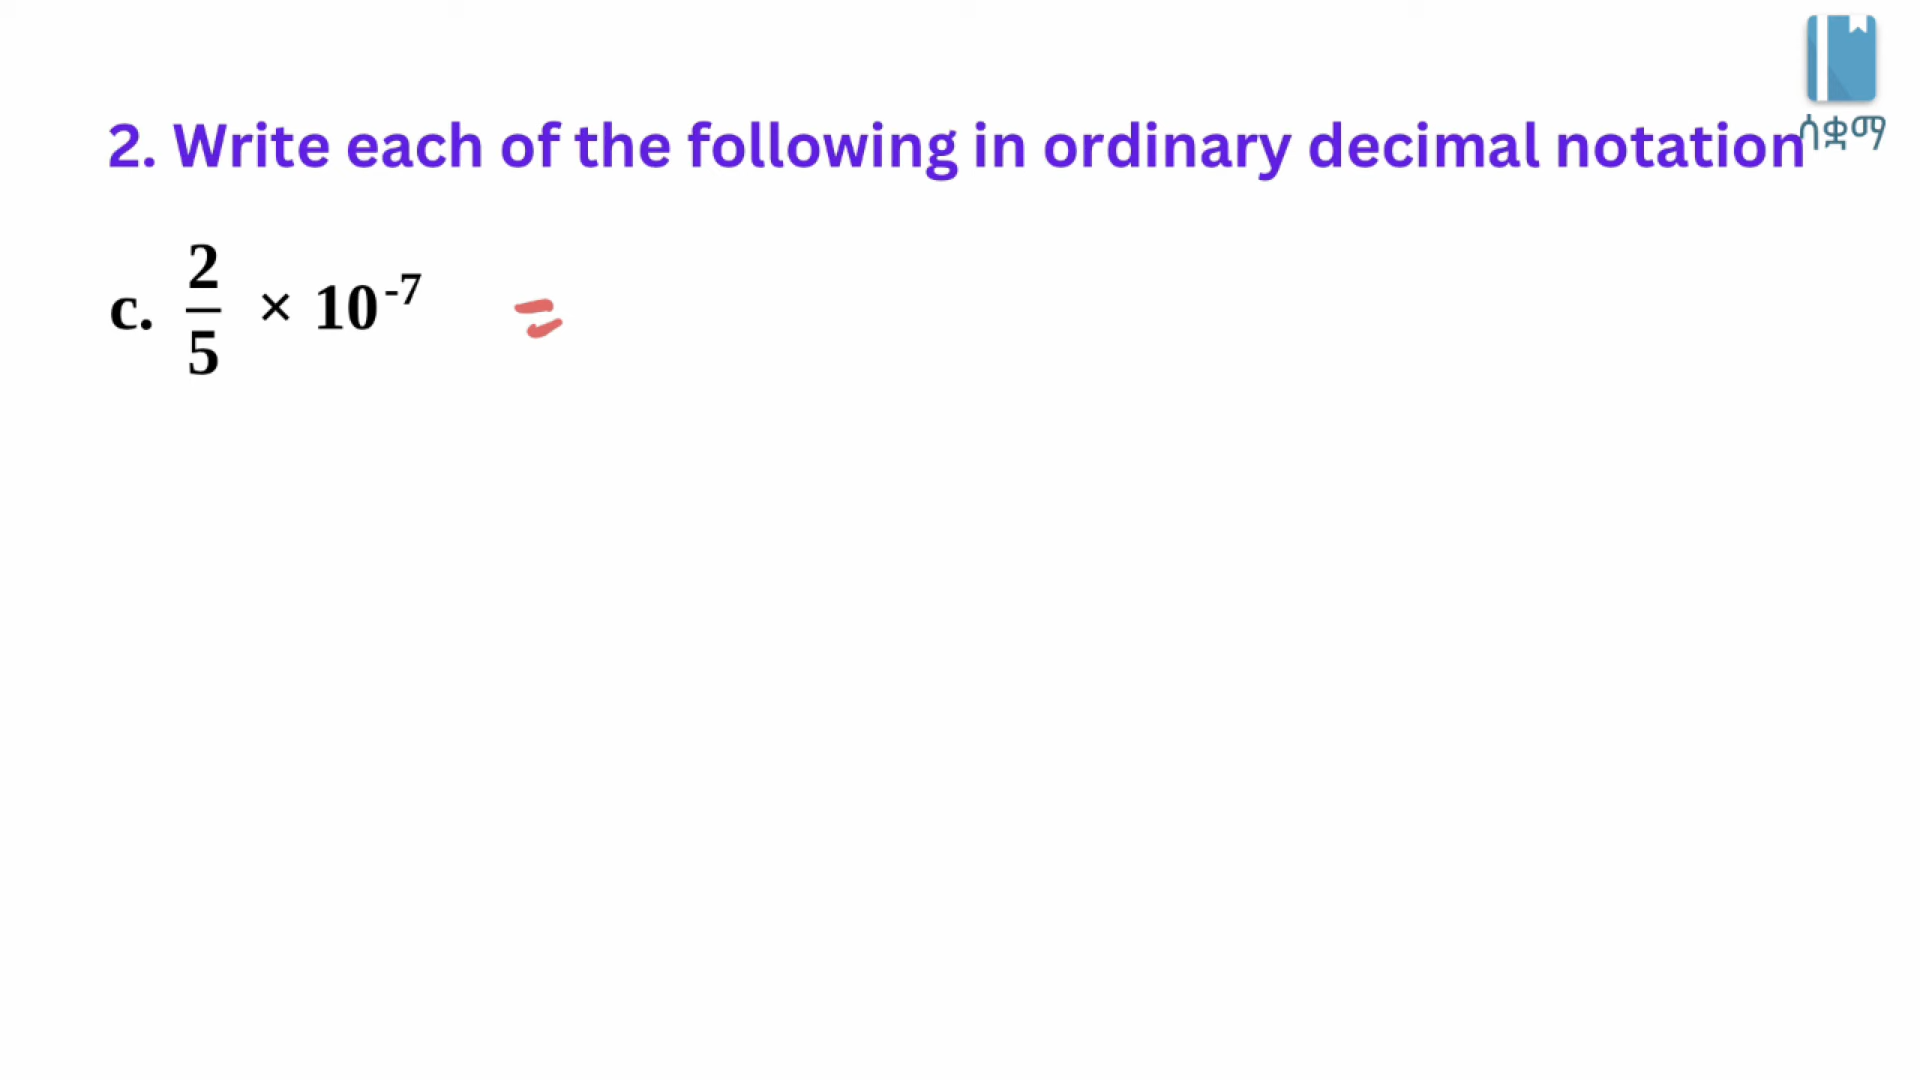 ሰቋማ
2. Write each of the following in ordinary decimal notation
c. 2/5 × 10⁻⁷ =